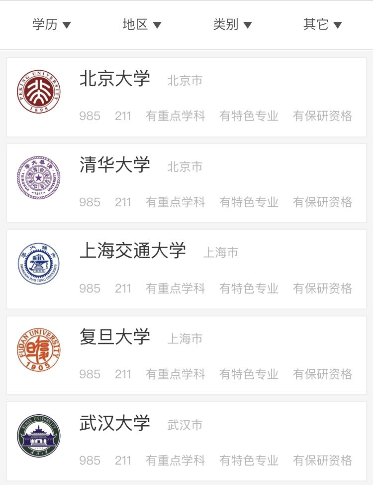 学历 ▼ 地区 ▼ 类别 ▼ 其它 ▼
北京大学 北京市
985 211 有重点学科 有特色专业 有保研资格
清华大学 北京市
985 211 有重点学科 有特色专业 有保研资格
上海交通大学 上海市
985 211 有重点学科 有特色专业 有保研资格
FUDAN UNIVERSITY
1905
复旦大学 上海市
985 211 有重点学科 有特色专业 有保研资格
武汉大学 武汉市
985 211 有重点学科 有特色专业 有保研资格